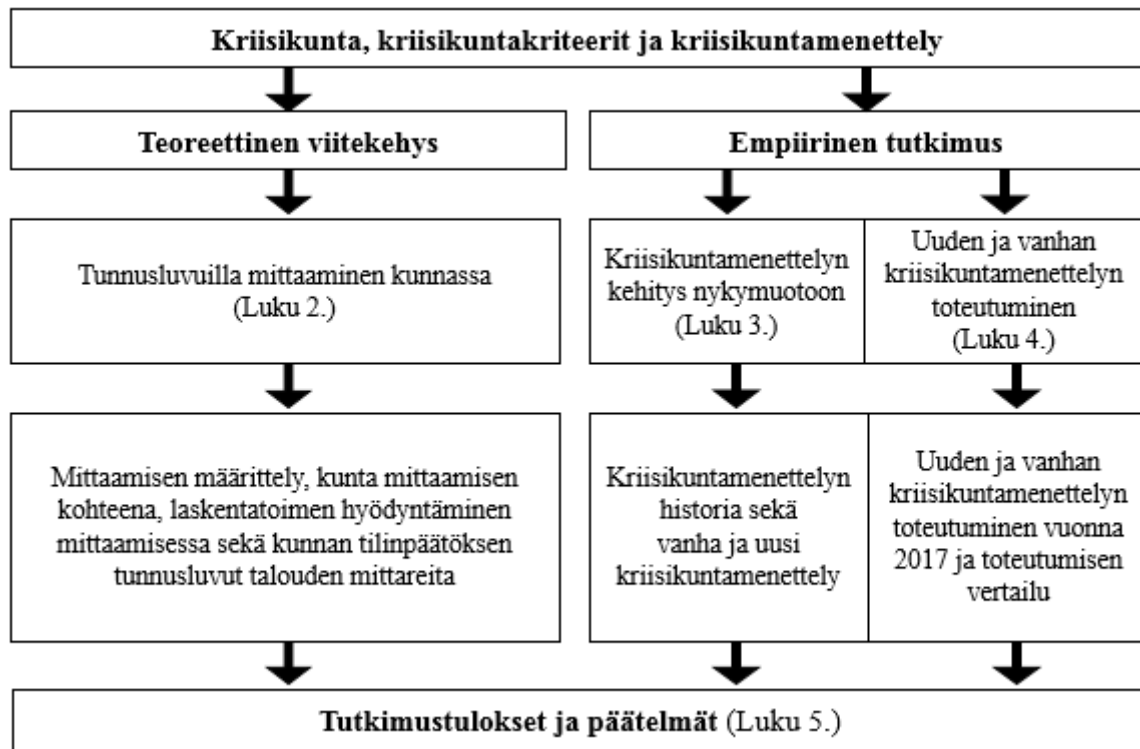 Kriisikunta, kriisikuntakriteerit ja kriisikuntamenettely
Teoreettinen viitekehys
Empiirinen tutkimus
Tunnusluvuilla mittaaminen kunnassa
(Luku 2.)
Kriisikuntamenettelyn
kehitys nykymuotoon
(Luku 3.)
Uuden ja vanhan
kriisikuntamenettelyn
toteutuminen
(Luku 4.)
Mittaamisen määrittely, kunta mittaamisen
kohteena, laskentatoimen hyödyntäminen
mittaamisessa sekä kunnan tilinpäätöksen
tunnusluvut talouden mittareita
Kriisikuntamenettelyn
historia sekä
vanha ja uusi
kriisikuntamenettely
Uuden ja vanhan
kriisikuntamenettelyn
toteutuminen vuonna
2017 ja toteutumisen
vertailu
Tutkimustulokset ja päätelmät (Luku 5.)